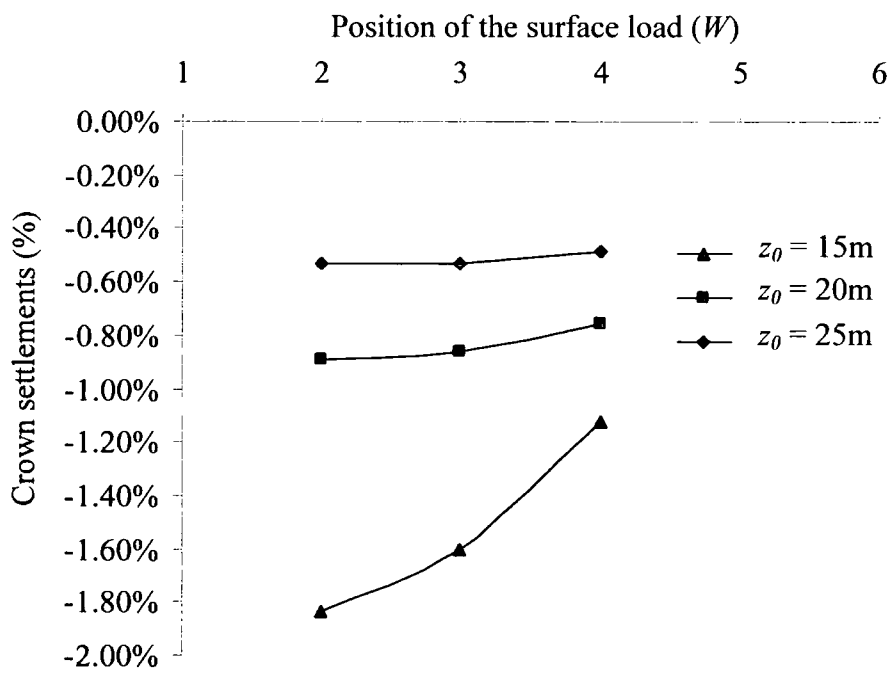 Position of the surface load (W)
1 2 3 4 5 6
0.00%
-0.20%
-0.40%
-0.60%
-0.80%
-1.00%
-1.20%
-1.40%
-1.60%
-1.80%
-2.00%
Crown settlements (%)
z0 = 15m
z0 = 20m
z0 = 25m